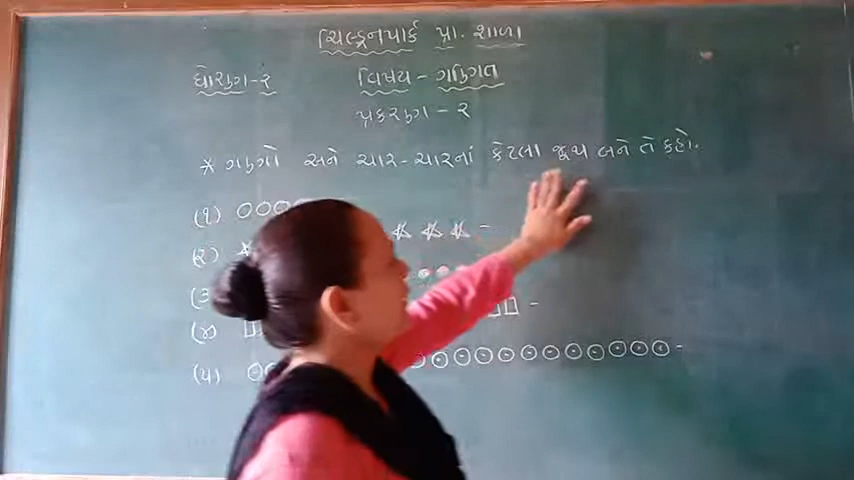 ચિલ્ડ્રનપાર્ક પ્રા. શાળા
ધોરણ-૨
વિષય - ગણિત
પ્રકરણ - ૨
* ગણો અને ચાર-ચારનાં કેટલા જૂથ બને તે કહો.
(૧)
(૨)
(૩
(૪)
(૫)